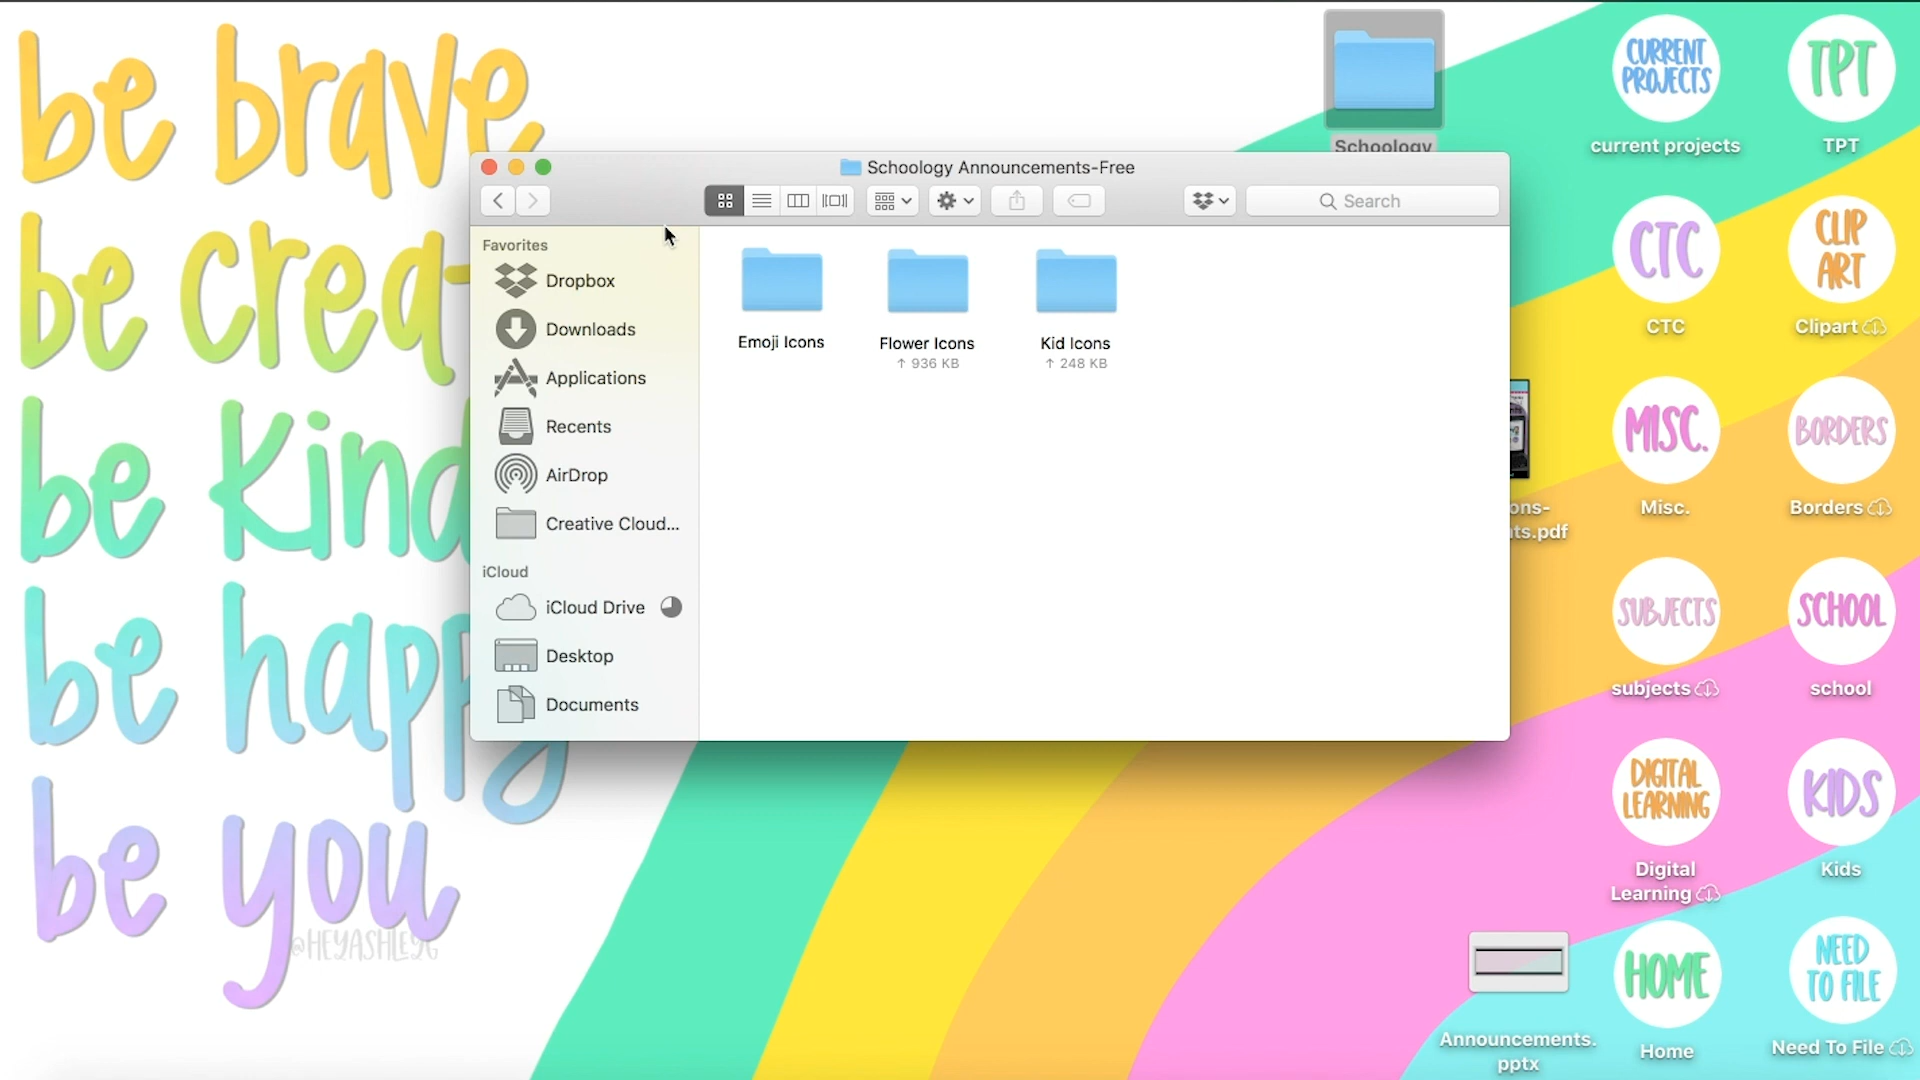 be brave
be crea
be kind
be happy
be you
@HEYASHLEYG
Schoology
Schoology Announcements-Free
Search
Favorites
Dropbox
Downloads
Applications
Recents
AirDrop
Creative Cloud...
iCloud
iCloud Drive
Desktop
Documents
Emoji Icons
Flower Icons
↑ 936 KB
Kid Icons
↑ 248 KB
ons-
ts.pdf
CURRENT
PROJECTS
current projects
TPT
TPT
CTC
CTC
CLIP
ART
Clipart
MISC.
Misc.
BORDERS
Borders
SUBJECTS
subjects
SCHOOL
school
DIGITAL
LEARNING
Digital
Learning
KIDS
Kids
Announcements.
pptx
HOME
Home
NEED
TO FILE
Need To File